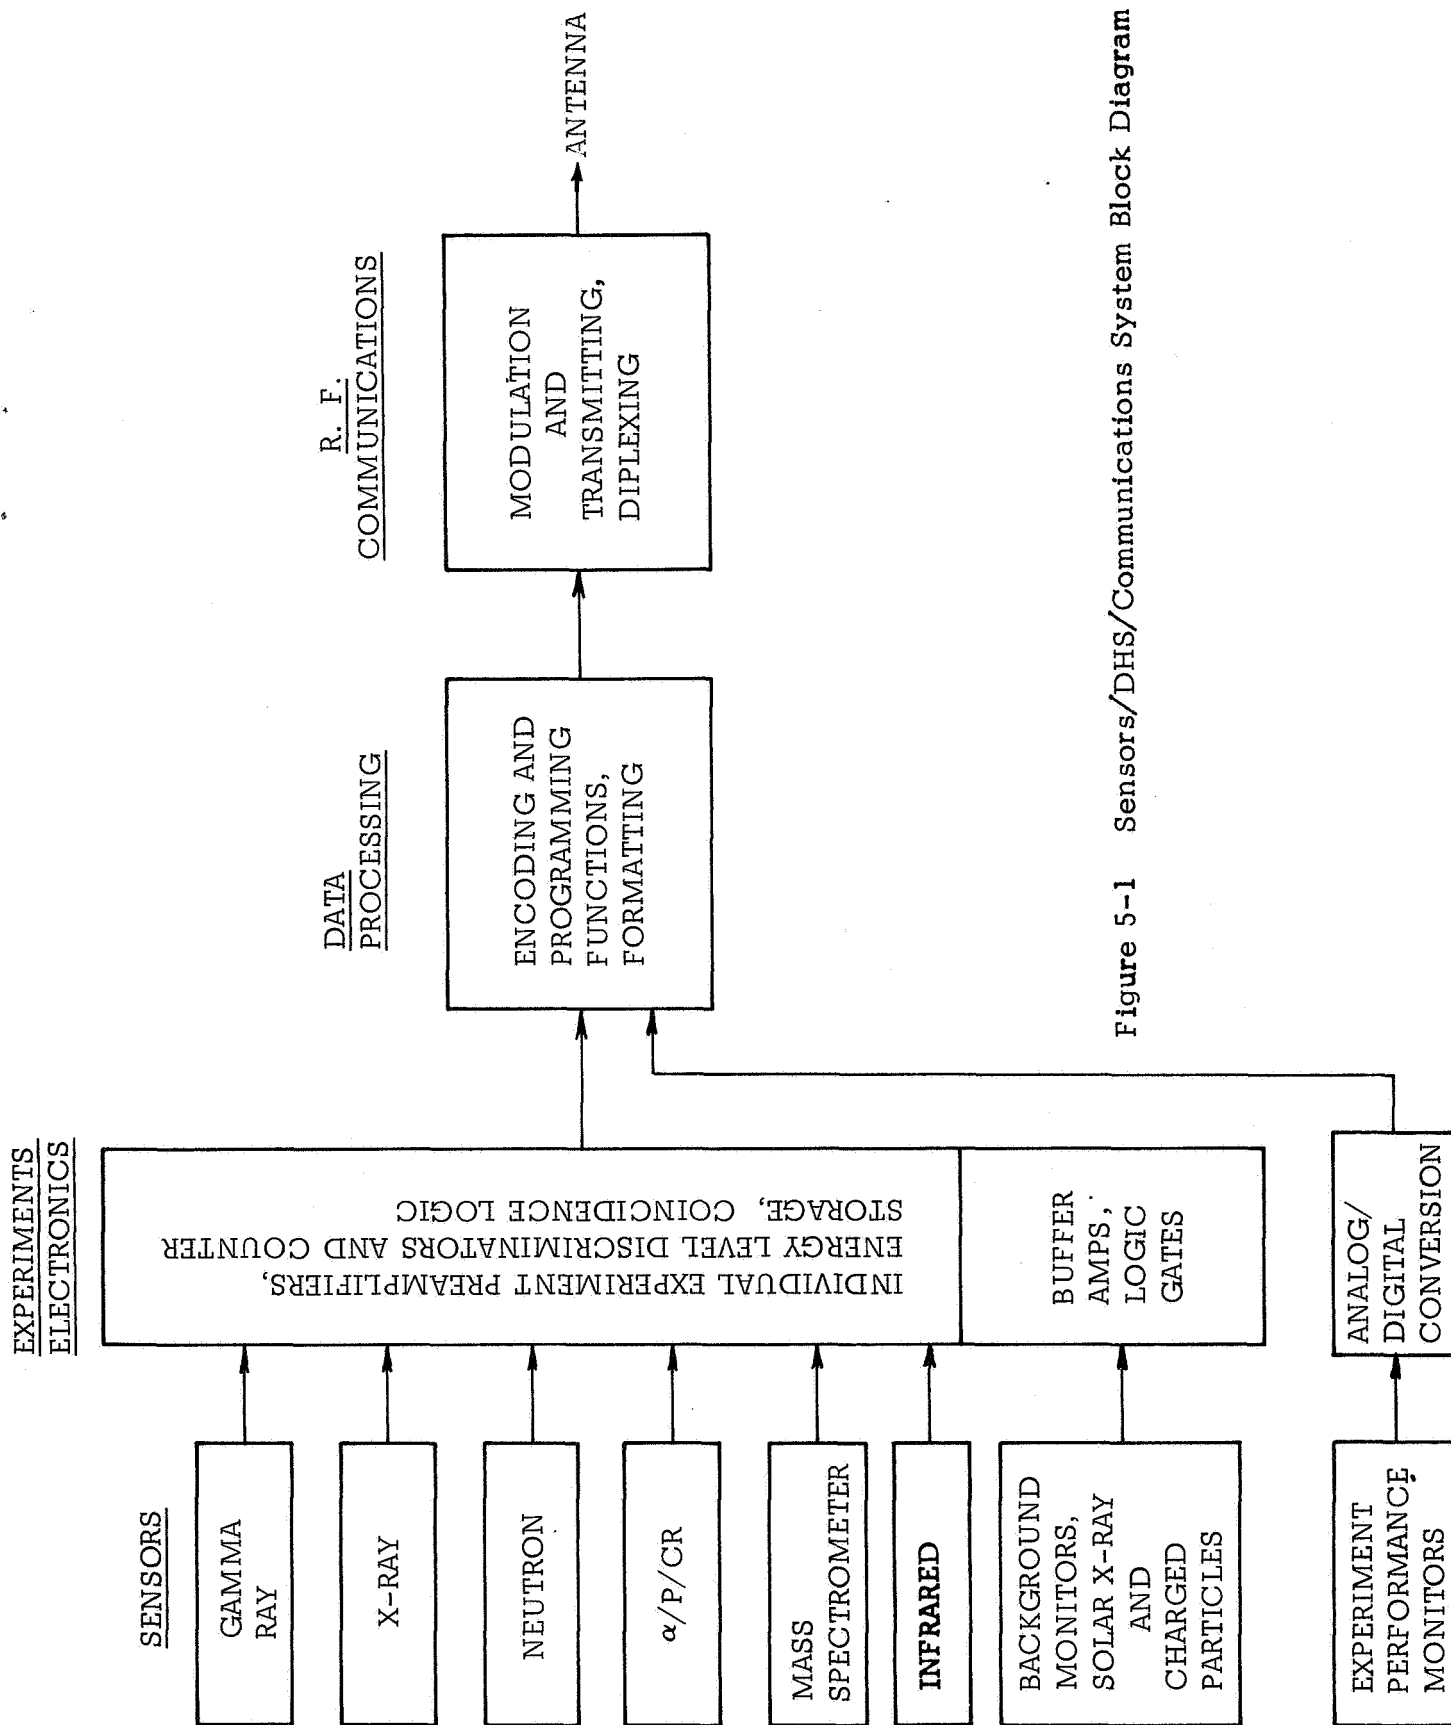 SENSORS
EXPERIMENTS
ELECTRONICS
DATA
PROCESSING
R. F.
COMMUNICATIONS
GAMMA
RAY
X-RAY
NEUTRON
α/P/CR
MASS
SPECTROMETER
INFRARED
BACKGROUND
MONITORS,
SOLAR X-RAY
AND
CHARGED
PARTICLES
EXPERIMENT
PERFORMANCE
MONITORS
INDIVIDUAL EXPERIMENT PREAMPLIFIERS,
ENERGY LEVEL DISCRIMINATORS AND COUNTER
STORAGE, COINCIDENCE LOGIC
BUFFER
AMPS,
LOGIC
GATES
ANALOG/
DIGITAL
CONVERSION
ENCODING AND
PROGRAMMING
FUNCTIONS,
FORMATTING
MODULATION
AND
TRANSMITTING,
DIPLEXING
ANTENNA
Figure 5-1 Sensors/DHS/Communications System Block Diagram